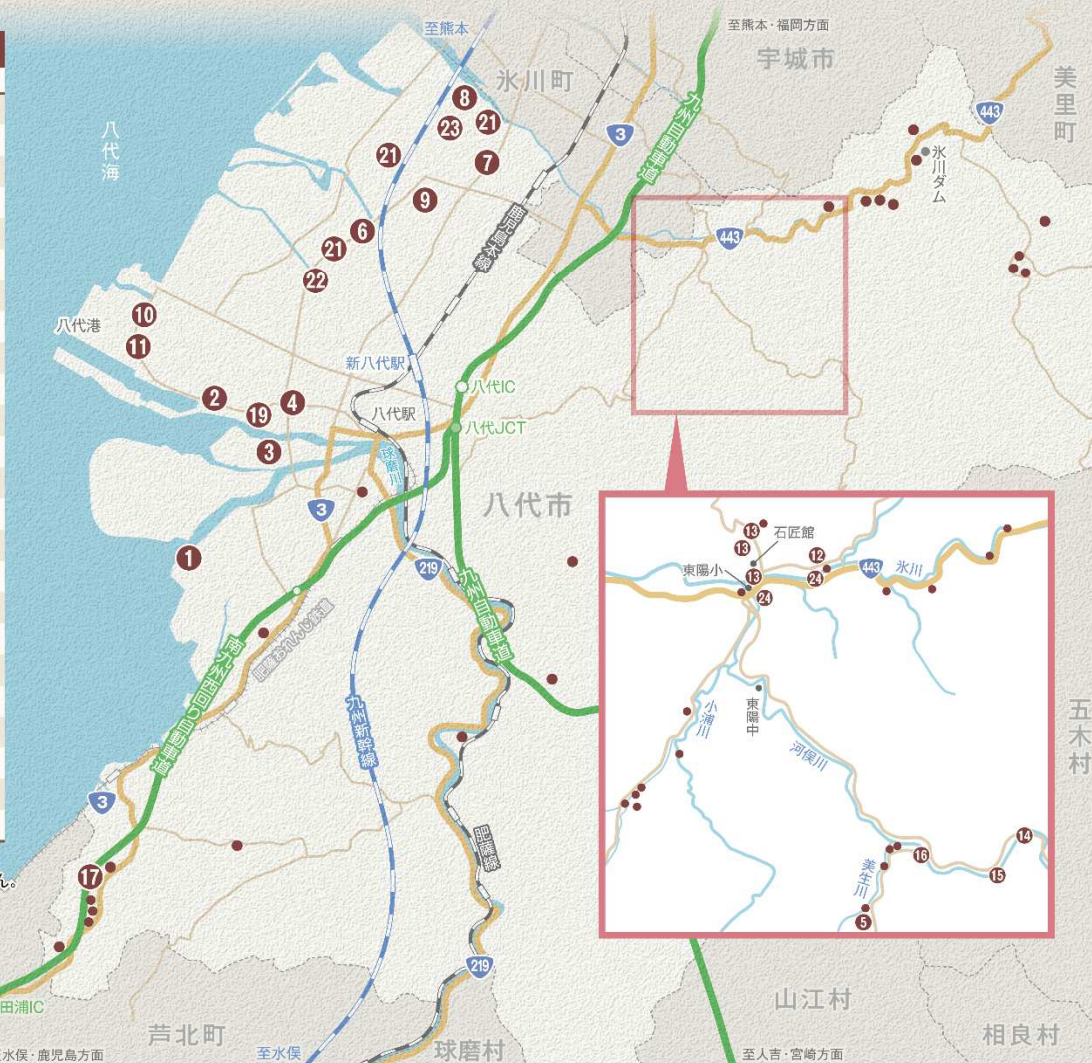 至熊本
至熊本・福岡方面
宇城市
氷川町
美里町
443
八代海
8
23
21
7
3
九州自動車道
21
氷川ダム
9
6
21
22
鹿児島本線
443
10
八代港
11
新八代駅
八代IC
2
19
4
八代駅
八代JCT
3
球磨川
八代市
3
1
219
九州自動車道
肥薩おれんじ鉄道
南九州西回り自動車道
九州新幹線
3
肥薩線
17
ん。
219
田浦IC
芦北町
至水俣・鹿児島方面
至水俣
球磨村
13
石匠館
13
12
東陽小
13
24
443
氷川
24
小浦川
東陽中
河俣川
14
16
15
美生川
5
五木村
山江村
相良村
至人吉・宮崎方面